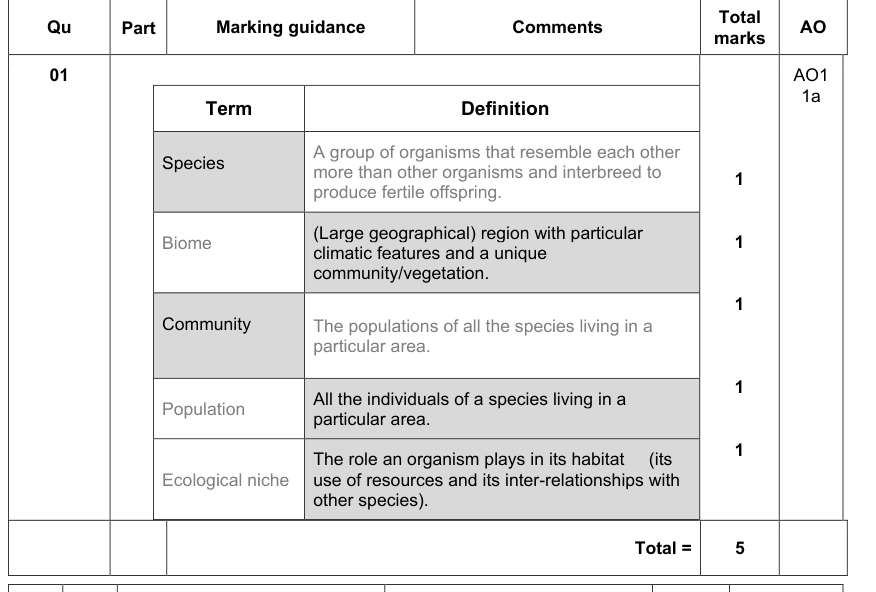 Qu Part Marking guidance Comments Total marks AO
01 AO1 1a
Term Definition
Species
A group of organisms that resemble each other
more than other organisms and interbreed to
produce fertile offspring.
1
Biome
(Large geographical) region with particular
climatic features and a unique
community/vegetation.
1
Community
The populations of all the species living in a
particular area.
1
Population
All the individuals of a species living in a
particular area.
1
Ecological niche
The role an organism plays in its habitat (its
use of resources and its inter-relationships with
other species).
1
Total = 5